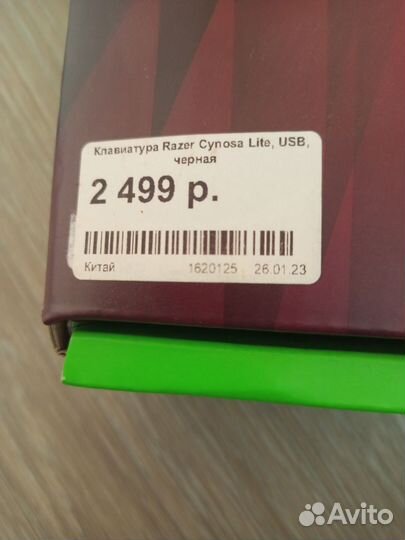 Клавиатура Razer Cynosa Lite, USB,
черная
2 499 р.
Китай 1620125 26.01.23
Avito